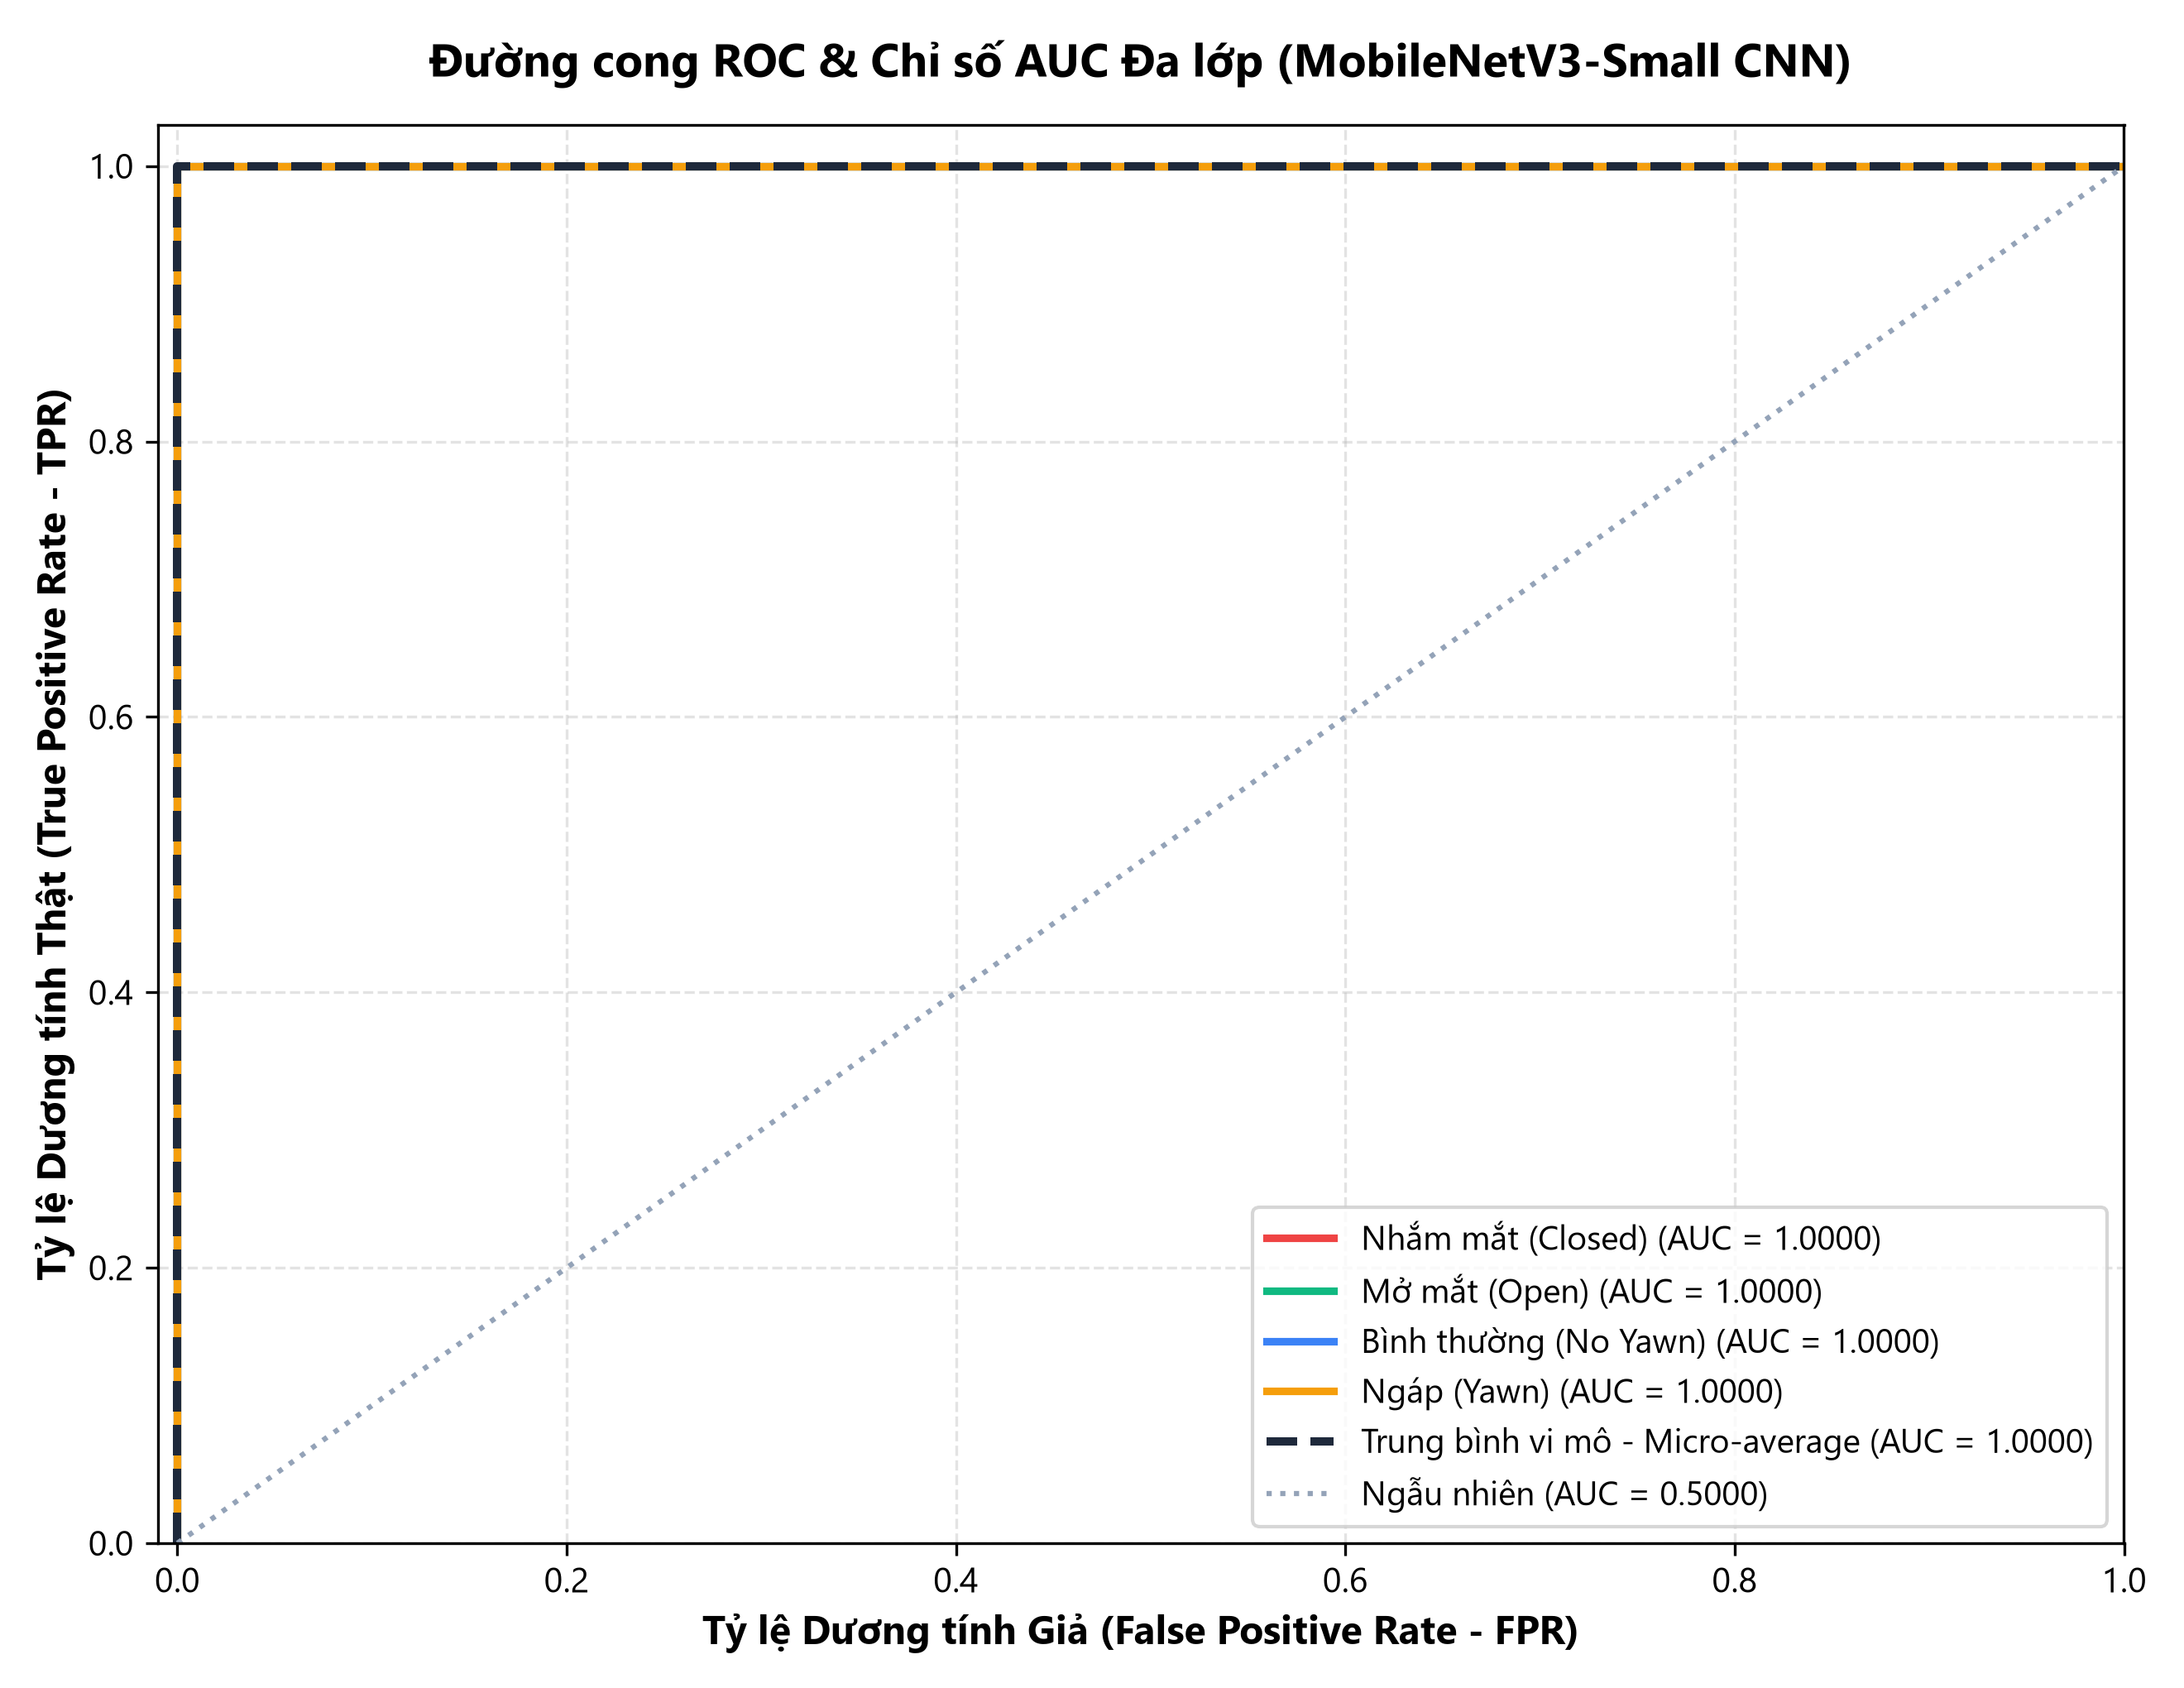 Đường cong ROC & Chỉ số AUC Đa lớp (MobileNetV3-Small CNN)
Tỷ lệ Dương tính Thật (True Positive Rate - TPR)
1.0
0.8
0.6
0.4
0.2
0.0
0.0 0.2 0.4 0.6 0.8 1.0
Tỷ lệ Dương tính Giả (False Positive Rate - FPR)
Nhắm mắt (Closed) (AUC = 1.0000)
Mở mắt (Open) (AUC = 1.0000)
Bình thường (No Yawn) (AUC = 1.0000)
Ngáp (Yawn) (AUC = 1.0000)
Trung bình vi mô - Micro-average (AUC = 1.0000)
Ngẫu nhiên (AUC = 0.5000)